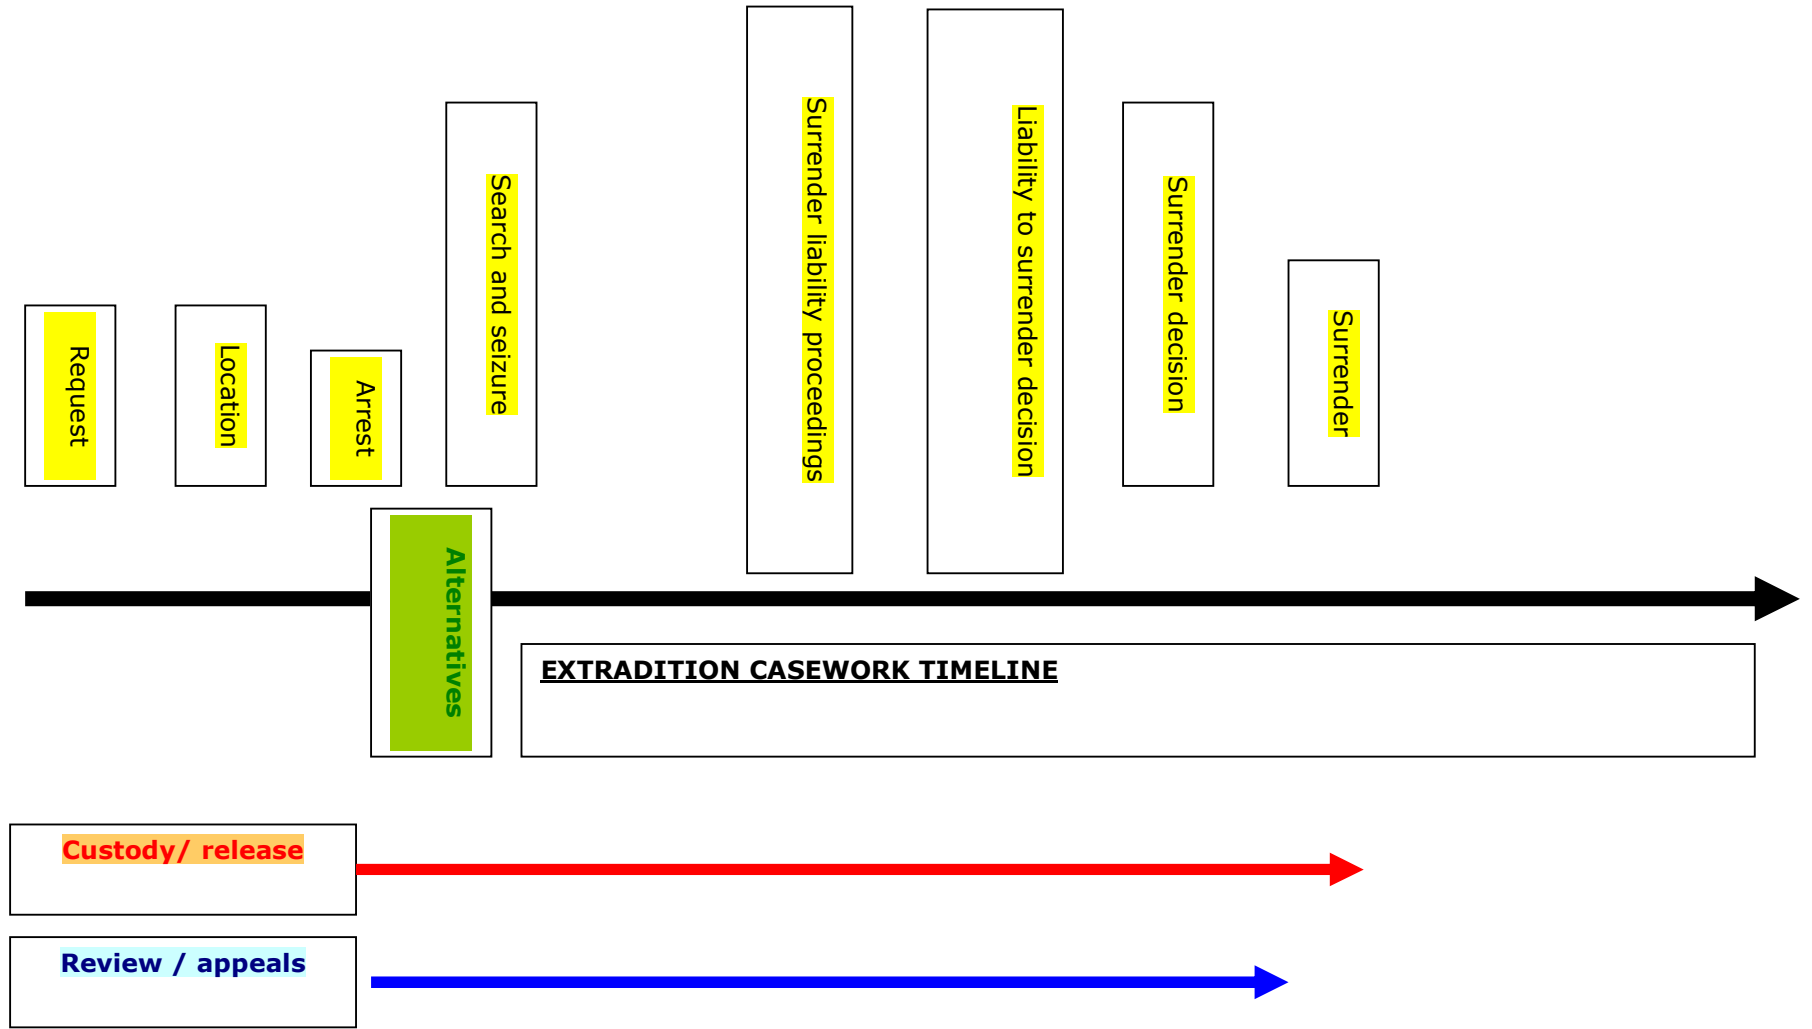 Request
Location
Arrest
Search and seizure
Surrender liability proceedings
Liability to surrender decision
Surrender decision
Surrender
Alternatives
EXTRADITION CASEWORK TIMELINE
Custody/ release
Review / appeals